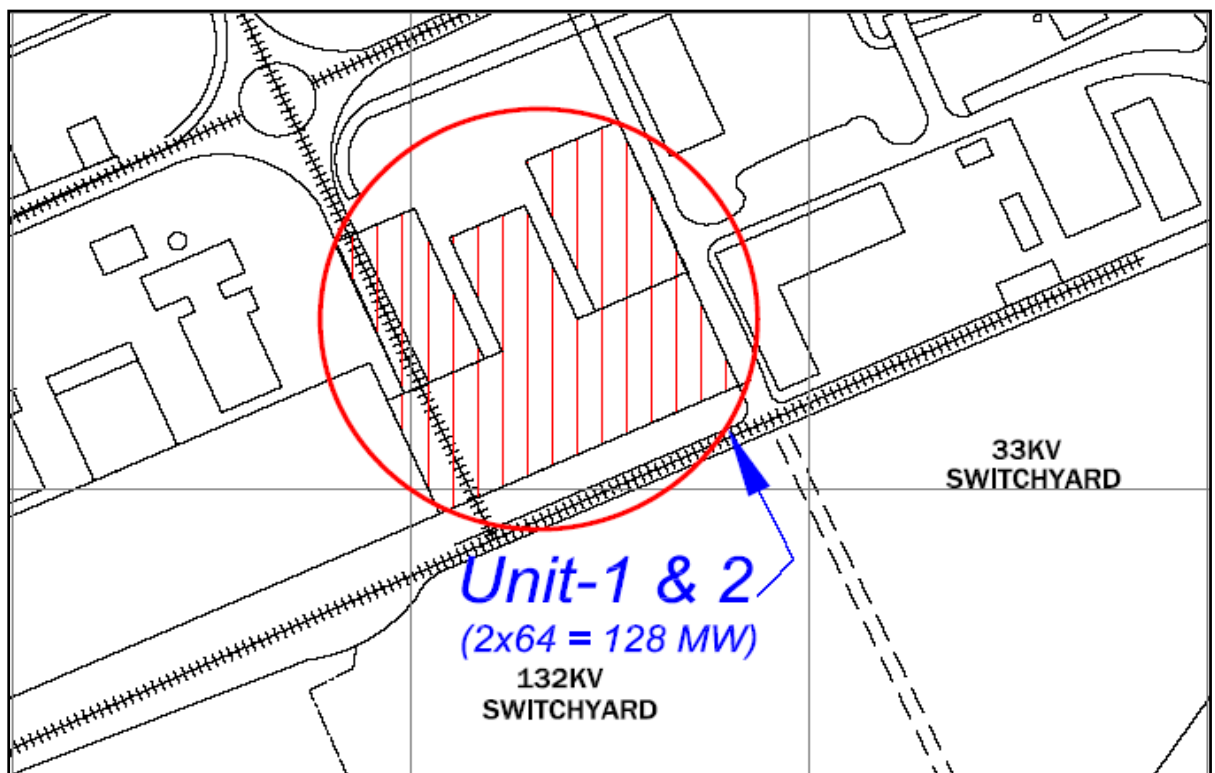 33KV
SWITCHYARD
Unit-1 & 2
(2x64 = 128 MW)
132KV
SWITCHYARD